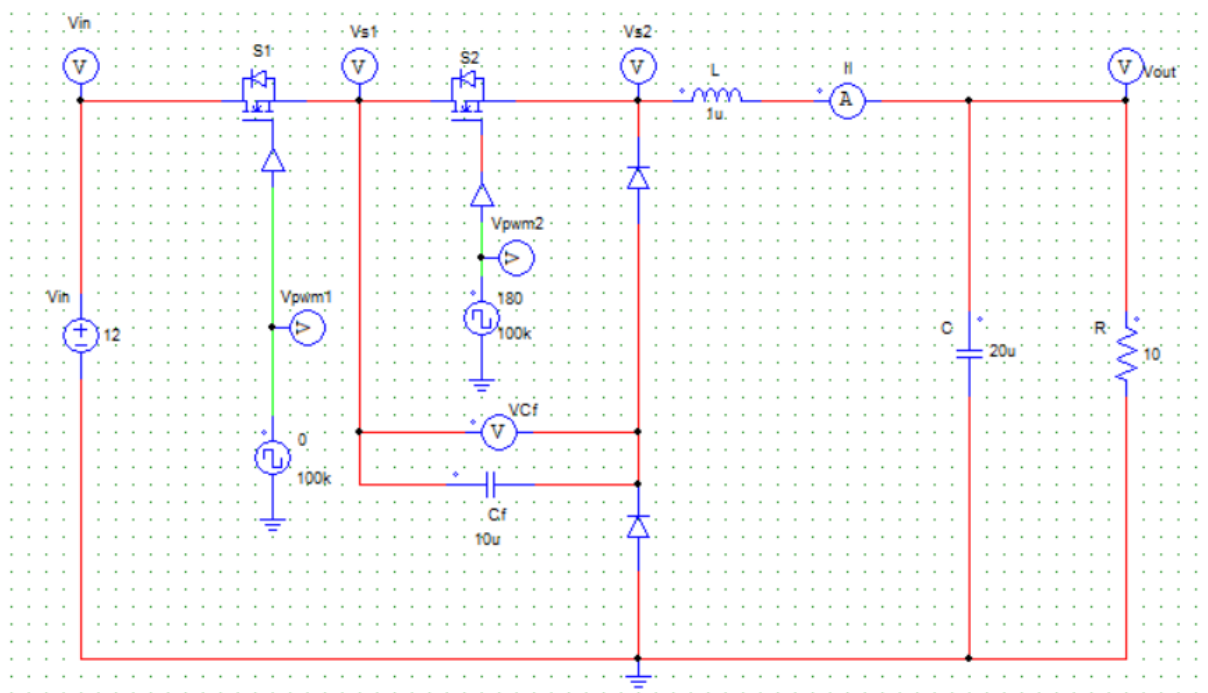 Vin
V
S1
Vs1
V
S2
Vs2
V
L
1u
Il
A
V
Vout
Vpwm2
V
180
100k
Vin
12
Vpwm1
V
0
100k
VCf
V
Cf
10u
C
20u
R
10